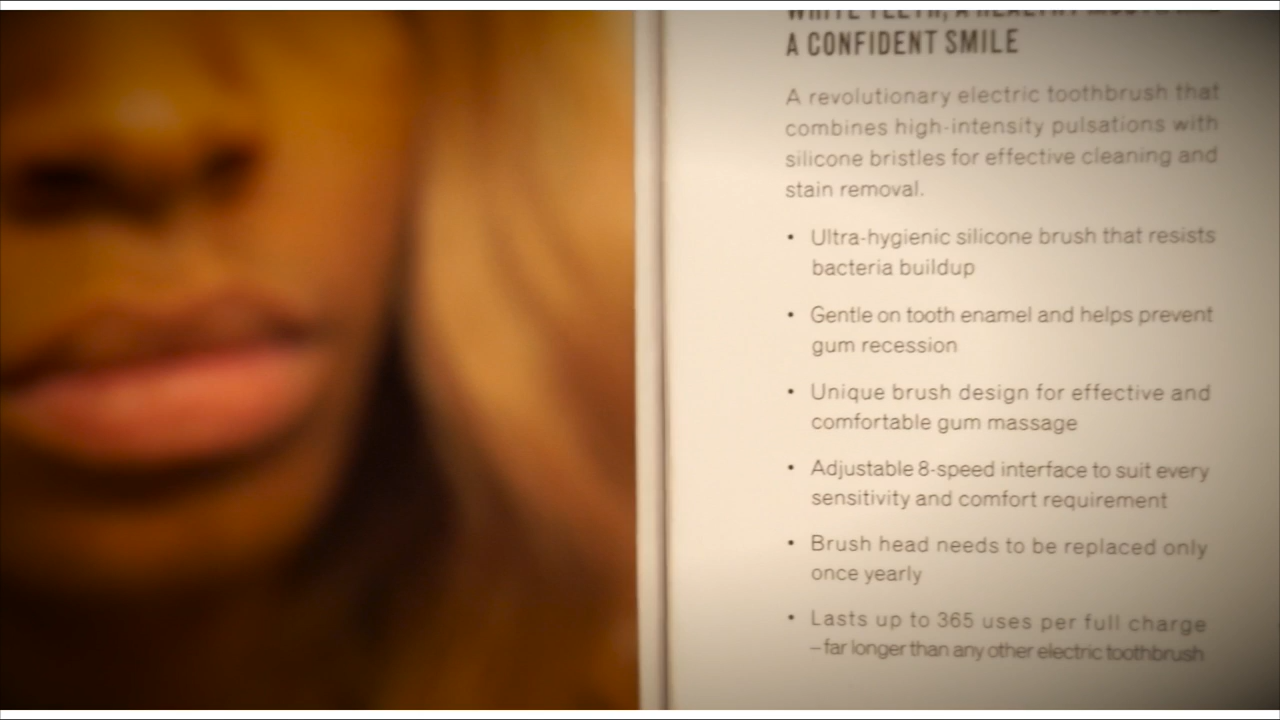 WHITE TEETH, A HEALTHY
A CONFIDENT SMILE
A revolutionary electric toothbrush that
combines high-intensity pulsations with
silicone bristles for effective cleaning and
stain removal.
• Ultra-hygienic silicone brush that resists
bacteria buildup
• Gentle on tooth enamel and helps prevent
gum recession
• Unique brush design for effective and
comfortable gum massage
• Adjustable 8-speed interface to suit every
sensitivity and comfort requirement
• Brush head needs to be replaced only
once yearly
• Lasts up to 365 uses per full charge
–far longer than any other electric toothbrush